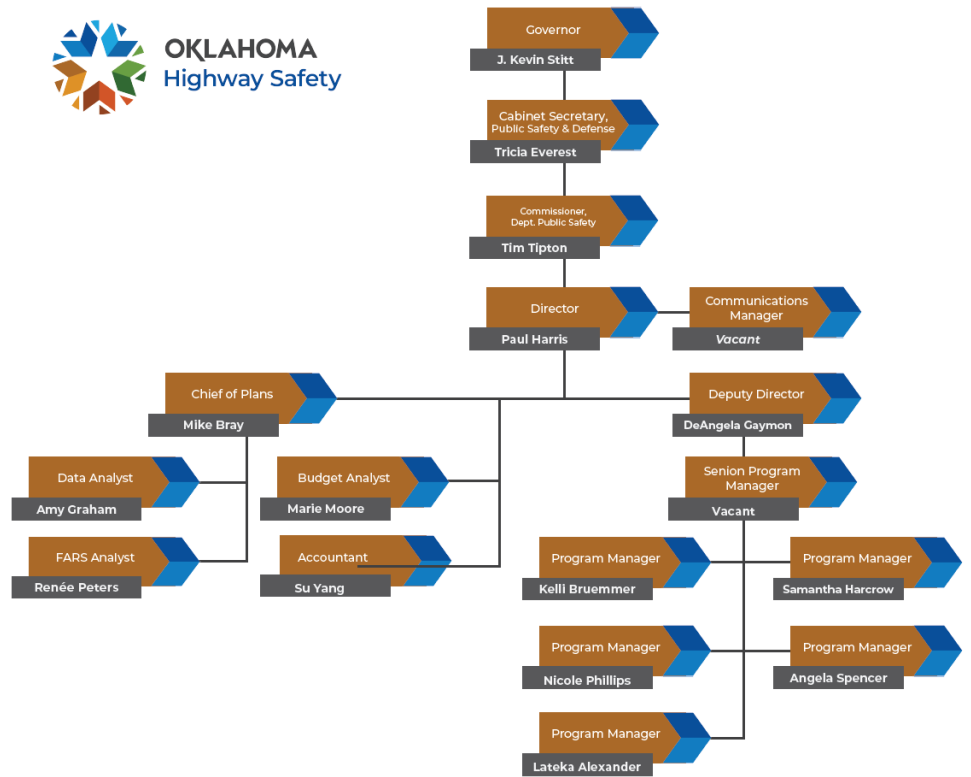 OKLAHOMA
Highway Safety
Governor
J. Kevin Stitt
Cabinet Secretary,
Public Safety & Defense
Tricia Everest
Commissioner,
Dept. Public Safety
Tim Tipton
Director
Paul Harris
Communications
Manager
Vacant
Chief of Plans
Mike Bray
Deputy Director
DeAngela Gaymon
Data Analyst
Amy Graham
Budget Analyst
Marie Moore
Senion Program
Manager
Vacant
FARS Analyst
Renée Peters
Accountant
Su Yang
Program Manager
Kelli Bruemmer
Program Manager
Samantha Harcrow
Program Manager
Nicole Phillips
Program Manager
Angela Spencer
Program Manager
Lateka Alexander